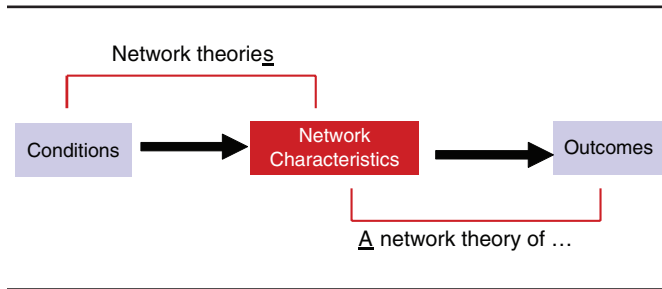 Network theories
Conditions
Network
Characteristics
Outcomes
A network theory of ...